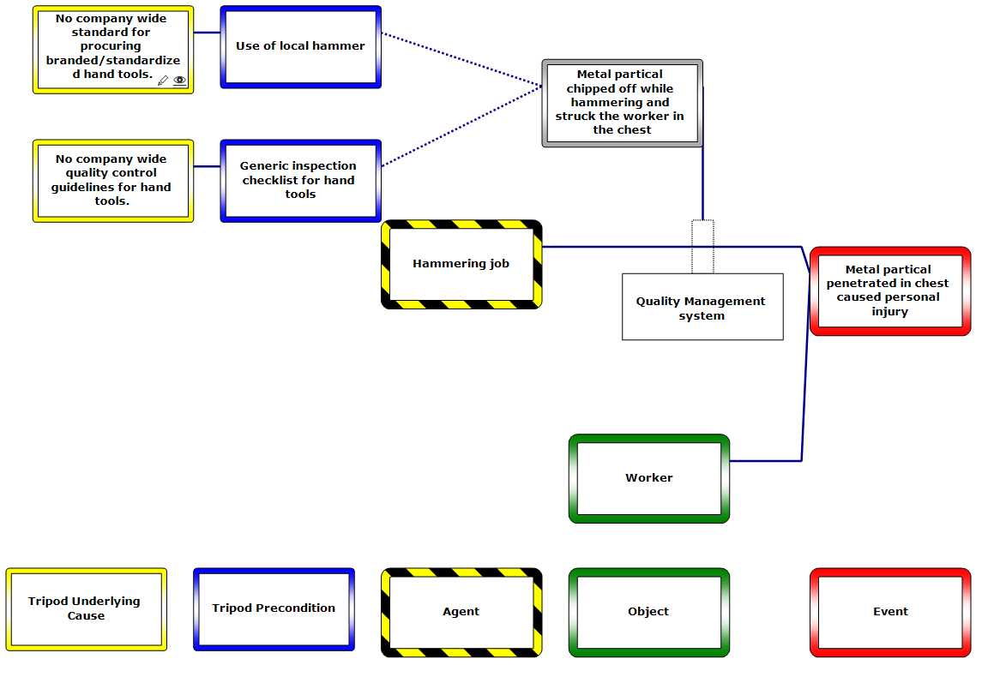 No company wide
standard for
procuring
branded/standardize
d hand tools.
Use of local hammer
Metal partical
chipped off while
hammering and
struck the worker in
the chest
No company wide
quality control
guidelines for hand
tools.
Generic inspection
checklist for hand
tools
Hammering job
Quality Management
system
Metal partical
penetrated in chest
caused personal
injury
Worker
Tripod Underlying
Cause
Tripod Precondition
Agent
Object
Event